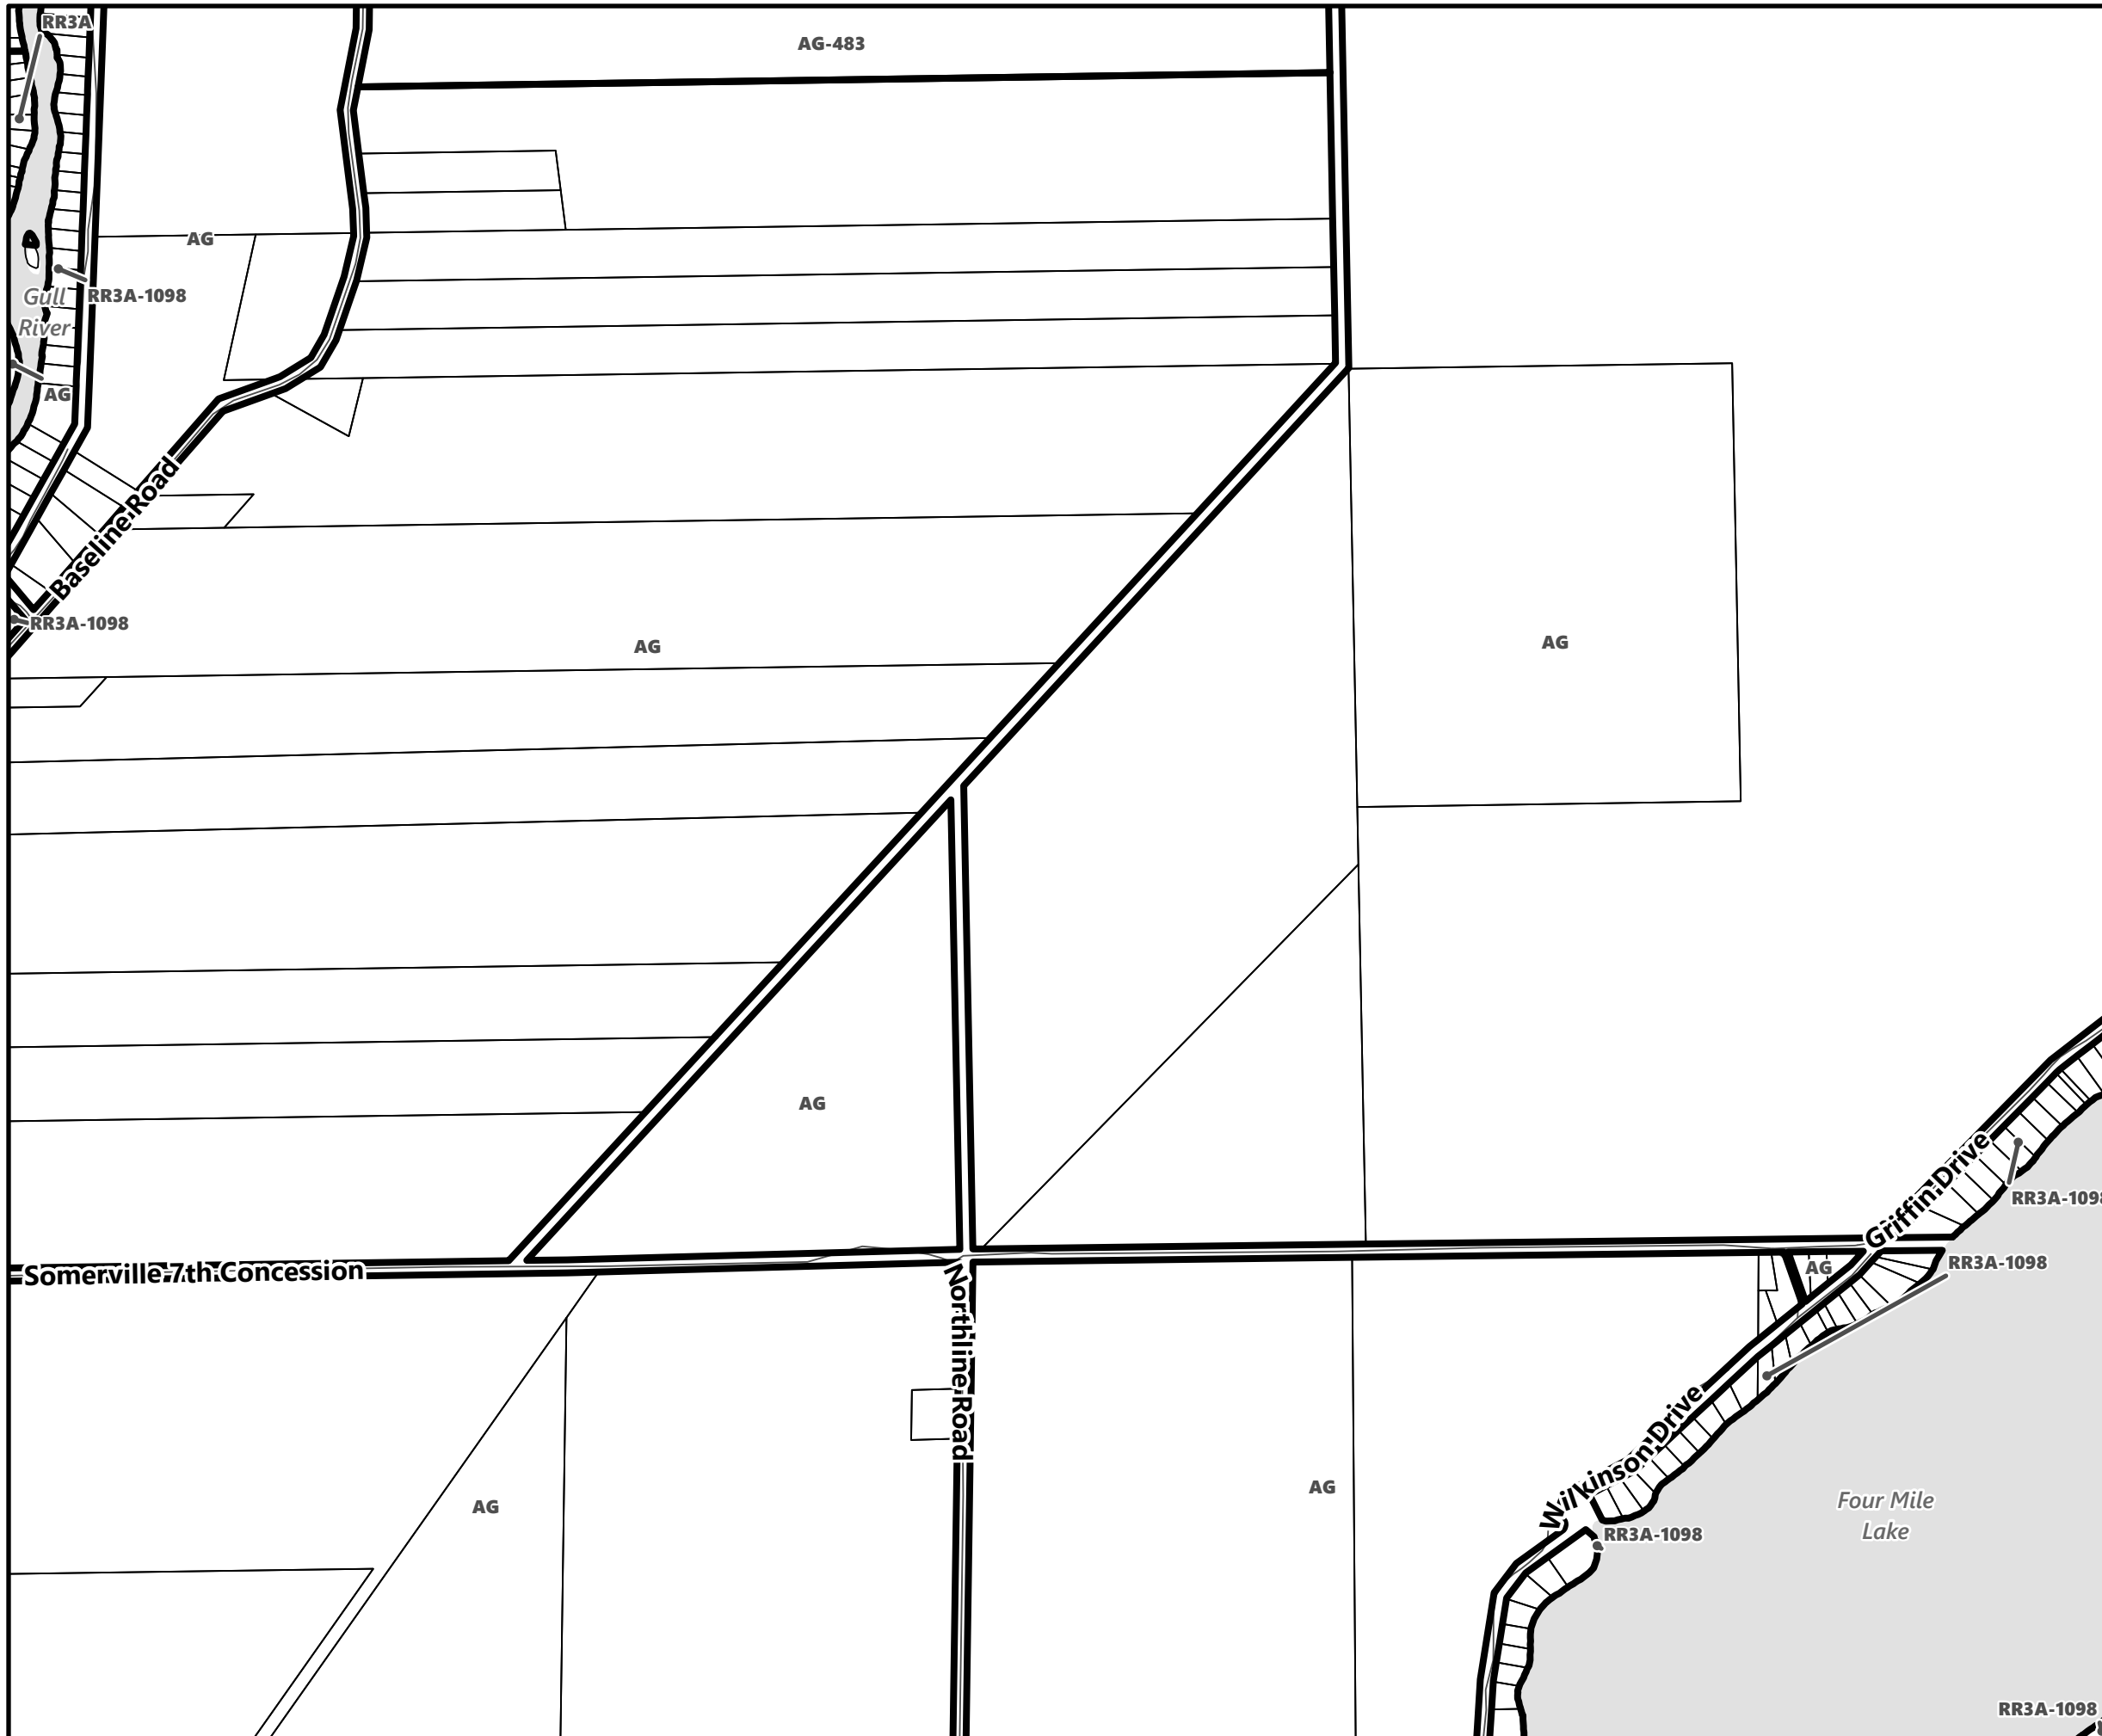 RR3A
AG-483
AG
RR3A-1098
Gull
River
AG
Baseline Road
RR3A-1098
AG
AG
AG
Griffin Drive
RR3A-1098
Somerville 7th Concession
AG
RR3A-1098
Northline Road
Wilkinson Drive
AG
AG
Four Mile
Lake
RR3A-1098
RR3A-1098